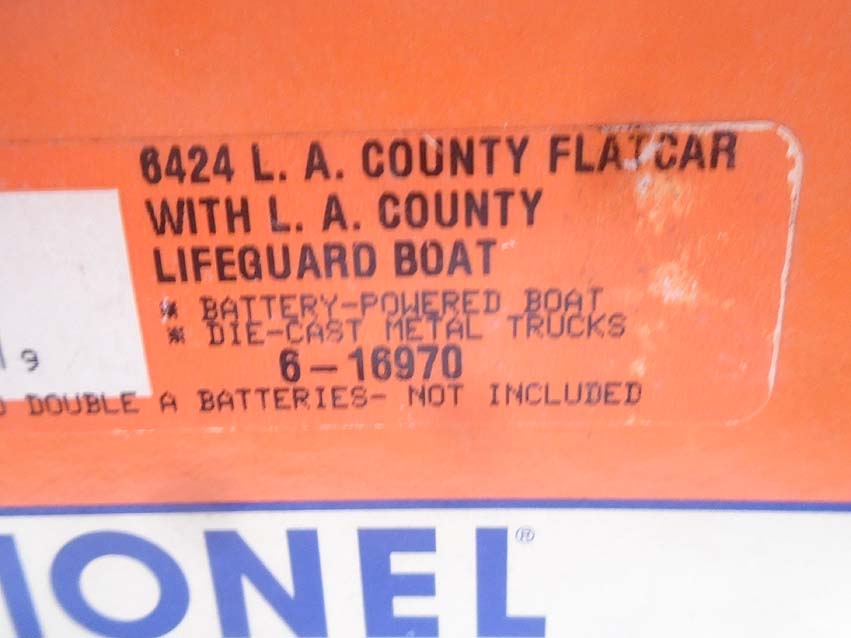 6424 L. A. COUNTY FLATCAR
WITH L. A. COUNTY
LIFEGUARD BOAT
* BATTERY-POWERED BOAT
* DIE-CAST METAL TRUCKS
9
6-16970
DOUBLE A BATTERIES- NOT INCLUDED
IONEL®